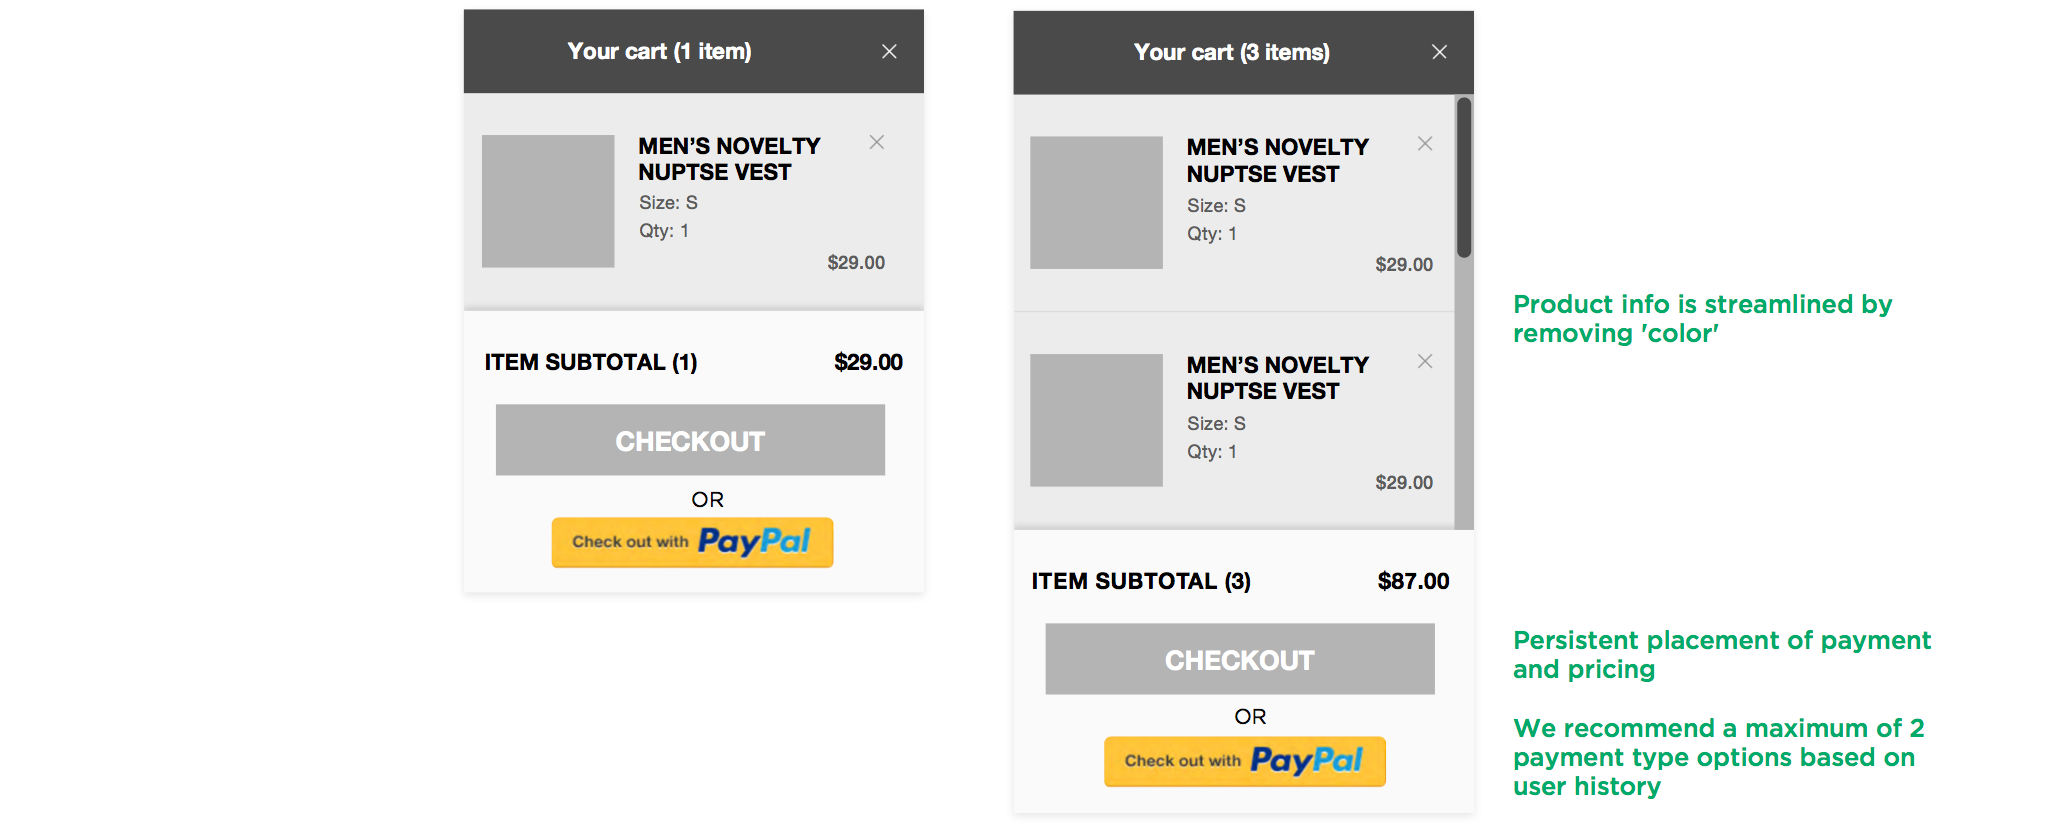 Your cart (1 item)
MEN’S NOVELTY
NUPTSE VEST
Size: S
Qty: 1
$29.00
ITEM SUBTOTAL (1) $29.00
CHECKOUT
OR
Check out with PayPal
Your cart (3 items)
MEN’S NOVELTY
NUPTSE VEST
Size: S
Qty: 1
$29.00
MEN’S NOVELTY
NUPTSE VEST
Size: S
Qty: 1
$29.00
ITEM SUBTOTAL (3) $87.00
CHECKOUT
OR
Check out with PayPal
Product info is streamlined by
removing 'color'
Persistent placement of payment
and pricing
We recommend a maximum of 2
payment type options based on
user history